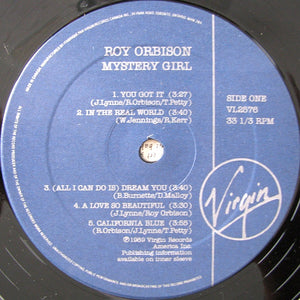 ROY ORBISON
MYSTERY GIRL
1. YOU GOT IT (3:27)
(J.Lynne/R.Orbison/T.Petty)
2. IN THE REAL WORLD (3:40)
(W.Jennings/R.Kerr)
SIDE ONE
VL2576
33 1/3 RPM
3. (ALL I CAN DO IS) DREAM YOU (3:40)
(B.Burnette/D.Malloy)
4. A LOVE SO BEAUTIFUL (3:30)
(J.Lynne/Roy Orbison)
5. CALIFORNIA BLUE (3:55)
(R.Orbison/J.Lynne/T.Petty)
℗1989 Virgin Records
America Inc.
Publishing information
available on inner sleeve
Virgin